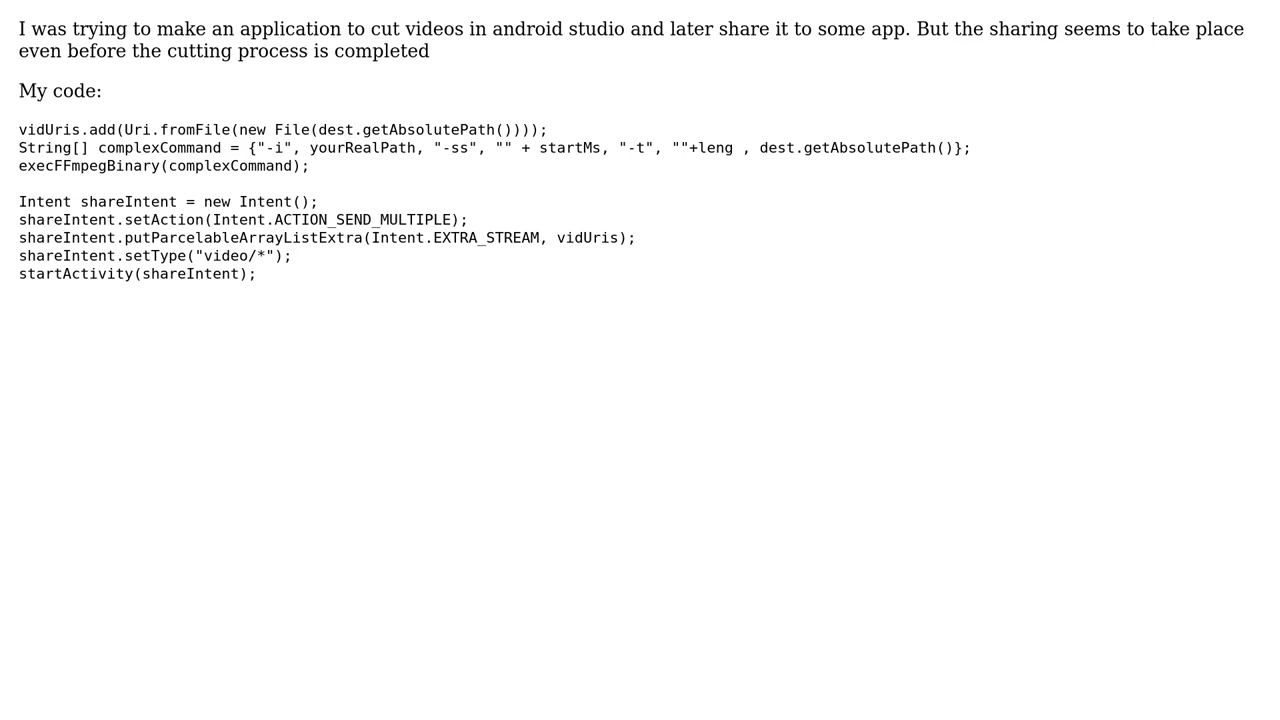 I was trying to make an application to cut videos in android studio and later share it to some app. But the sharing seems to take place
even before the cutting process is completed
My code:
vidUris.add(Uri.fromFile(new File(dest.getAbsolutePath())));
String[] complexCommand = {"-i", yourRealPath, "-ss", "" + startMs, "-t", ""+leng , dest.getAbsolutePath()};
execFFmpegBinary(complexCommand);
Intent shareIntent = new Intent();
shareIntent.setAction(Intent.ACTION_SEND_MULTIPLE);
shareIntent.putParcelableArrayListExtra(Intent.EXTRA_STREAM, vidUris);
shareIntent.setType("video/*");
startActivity(shareIntent);